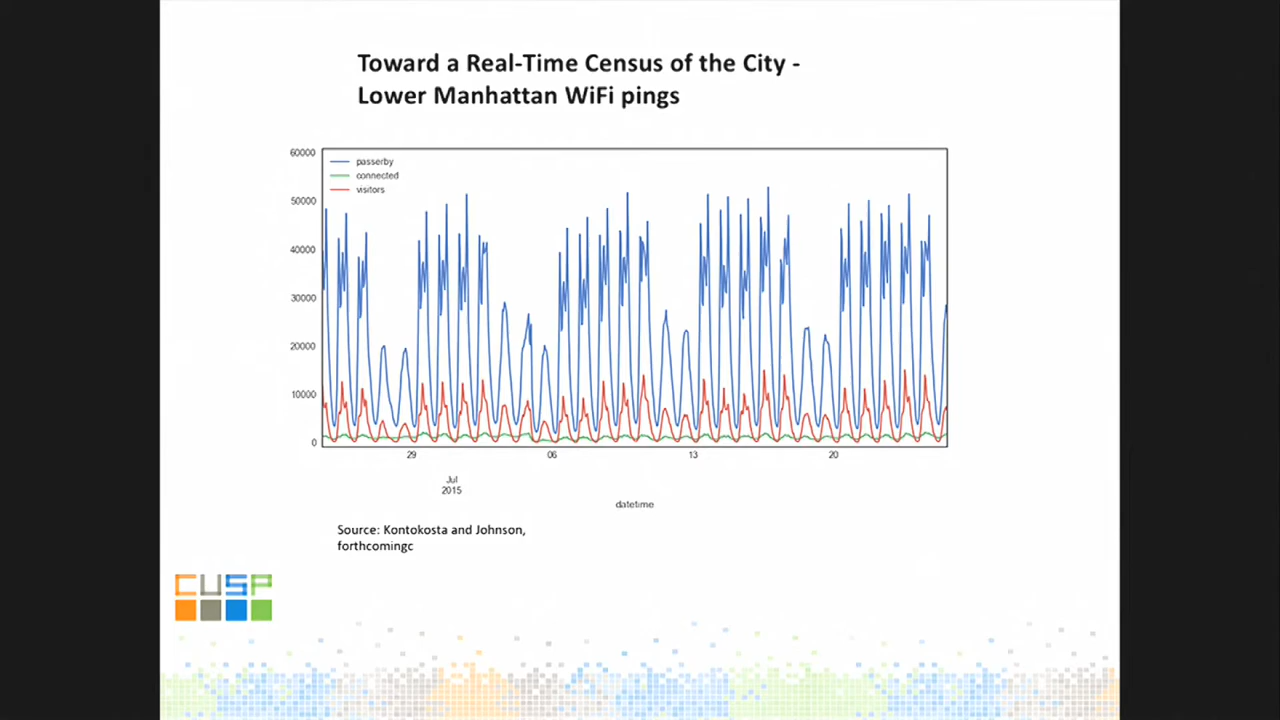 Toward a Real-Time Census of the City -
Lower Manhattan WiFi pings
60000
50000
40000
30000
20000
10000
0
passerby
connected
visitors
29
06
13
20
Jul
2015
datetime
Source: Kontokosta and Johnson,
forthcomingc
CUSP